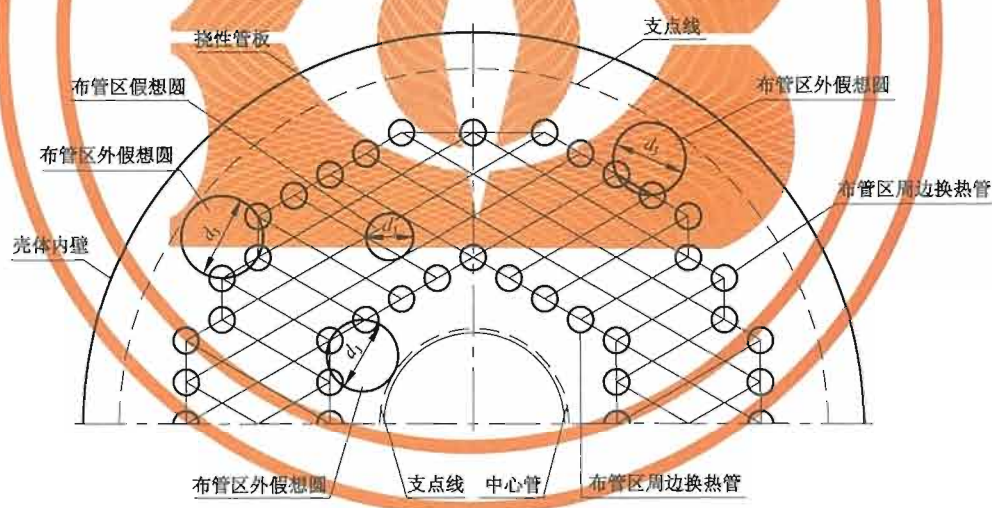 支点线
挠性管板
布管区假想圆
布管区外假想圆
布管区外假想圆
布管区周边换热管
壳体内壁
d₃
d₃
d₁
d₃
布管区外假想圆
支点线
中心管
布管区周边换热管